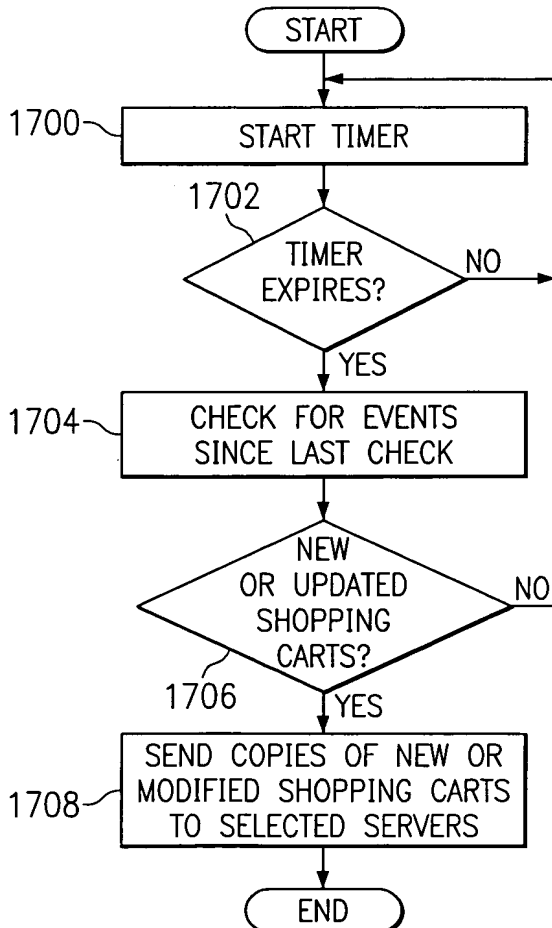 START
1700
START TIMER
1702
TIMER
EXPIRES?
NO
YES
1704
CHECK FOR EVENTS
SINCE LAST CHECK
NEW
OR UPDATED
SHOPPING
CARTS?
NO
1706
YES
1708
SEND COPIES OF NEW OR
MODIFIED SHOPPING CARTS
TO SELECTED SERVERS
END